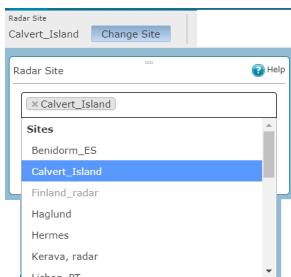 Radar Site
Calvert_Island Change Site
Radar Site
Help
× Calvert_Island
Sites
Benidorm_ES
Calvert_Island
Finland_radar
Haglund
Hermes
Kerava, radar